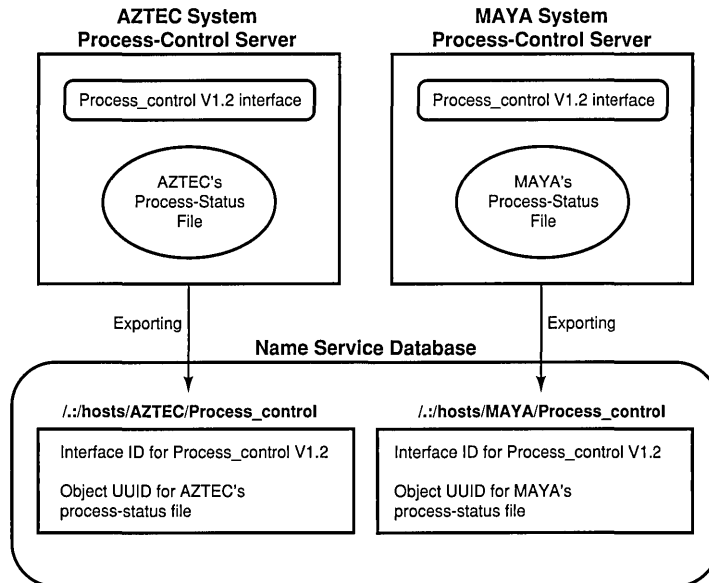 AZTEC System
Process-Control Server
Process_control V1.2 interface
AZTEC's
Process-Status
File
Exporting
MAYA System
Process-Control Server
Process_control V1.2 interface
MAYA's
Process-Status
File
Exporting
Name Service Database
/.:/hosts/AZTEC/Process_control
Interface ID for Process_control V1.2
Object UUID for AZTEC's
process-status file
/.:/hosts/MAYA/Process_control
Interface ID for Process_control V1.2
Object UUID for MAYA's
process-status file